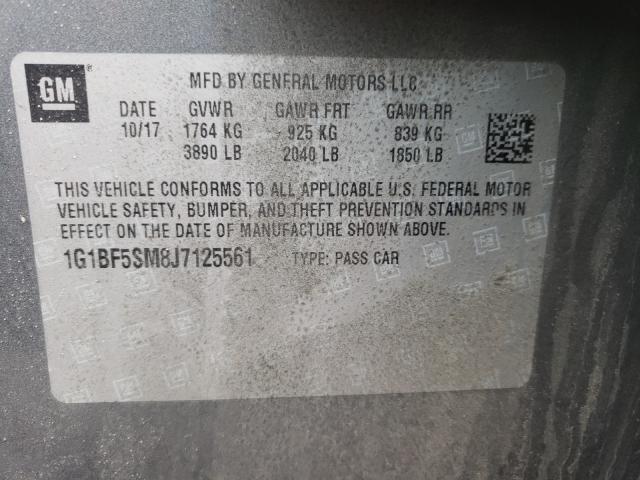 GM ®
MFD BY GENERAL MOTORS LLC
DATE GVWR GAWR FRT GAWR RR
10/17 1764 KG 925 KG 839 KG
3890 LB 2040 LB 1850 LB
THIS VEHICLE CONFORMS TO ALL APPLICABLE U.S. FEDERAL MOTOR
VEHICLE SAFETY, BUMPER, AND THEFT PREVENTION STANDARDS IN
EFFECT ON THE DATE OF MANUFACTURE SHOWN ABOVE.
1G1BF5SM8J7125561 TYPE: PASS CAR